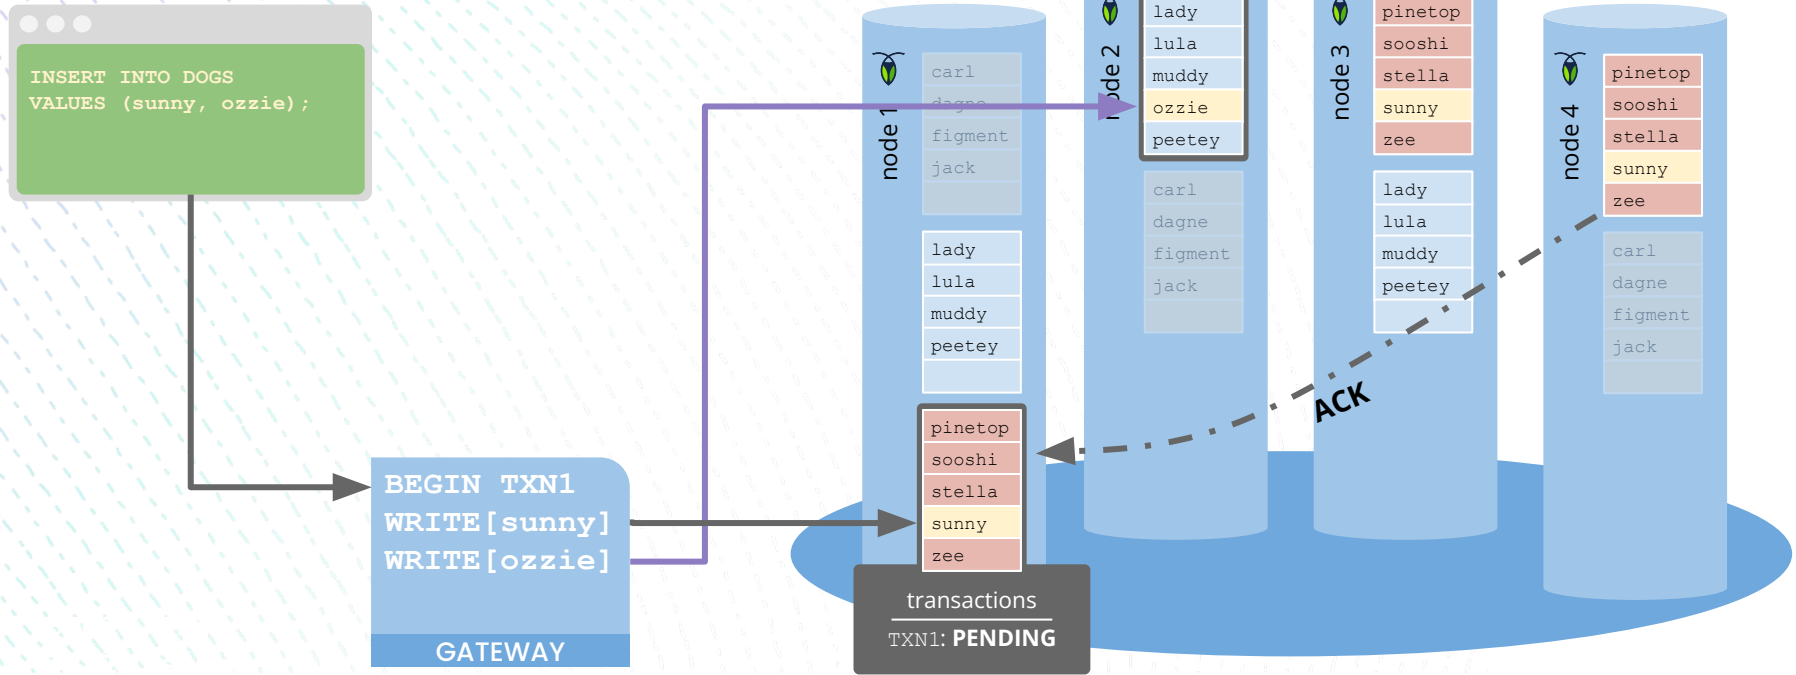 INSERT INTO DOGS
VALUES (sunny, ozzie);
BEGIN TXN1
WRITE[sunny]
WRITE[ozzie]
GATEWAY
node 1
carl
dagne
figment
jack
lady
lula
muddy
peetey
pinetop
sooshi
stella
sunny
zee
transactions
TXN1: PENDING
node 2
lady
lula
muddy
ozzie
peetey
carl
dagne
figment
jack
node 3
pinetop
sooshi
stella
sunny
zee
lady
lula
muddy
peetey
ACK
node 4
pinetop
sooshi
stella
sunny
zee
carl
dagne
figment
jack